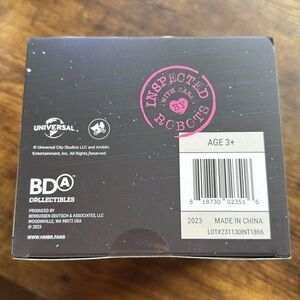 INSPECTED
WITH CARE
BY
ROBOTS
UNIVERSAL
© Universal City Studios LLC and Amblin
Entertainment, Inc. All Rights Reserved.
BDA
COLLECTIBLES
PRODUCED BY
BENSUSSEN DEUTSCH & ASSOCIATES, LLC
WOODINVILLE, WA 98072 USA
© 2023
WWW.HMBR.FANS
AGE 3+
8 18730 02351 6
2023 MADE IN CHINA
LOT#231130INT1866.